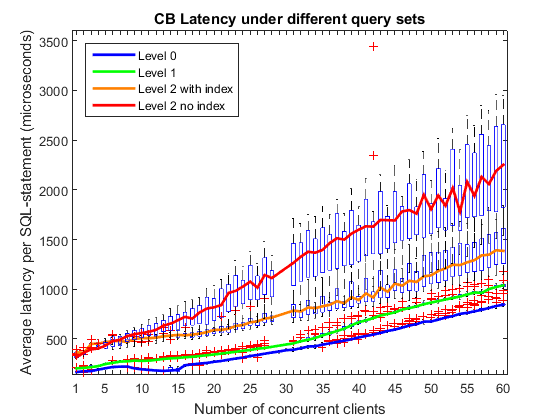 CB Latency under different query sets
Average latency per SQL-statement (microseconds)
3500
3000
2500
2000
1500
1000
500
Level 0
Level 1
Level 2 with index
Level 2 no index
1 5 10 15 20 25 30 35 40 45 50 55 60
Number of concurrent clients